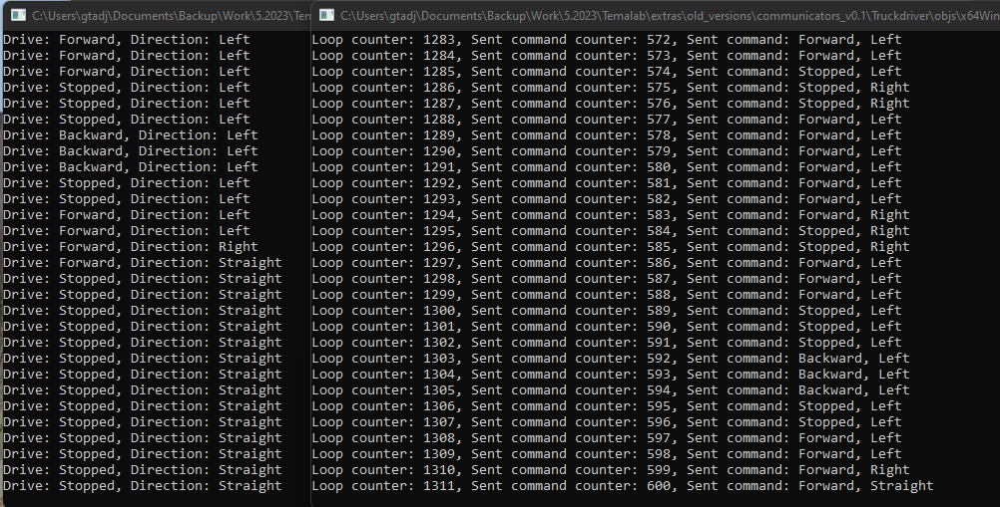 C:\Users\gtadj\Documents\Backup\Work\5.2023\Tem
Drive: Forward, Direction: Left
Drive: Forward, Direction: Left
Drive: Forward, Direction: Left
Drive: Stopped, Direction: Left
Drive: Stopped, Direction: Left
Drive: Stopped, Direction: Left
Drive: Backward, Direction: Left
Drive: Backward, Direction: Left
Drive: Backward, Direction: Left
Drive: Stopped, Direction: Left
Drive: Stopped, Direction: Left
Drive: Forward, Direction: Left
Drive: Forward, Direction: Left
Drive: Forward, Direction: Right
Drive: Forward, Direction: Straight
Drive: Stopped, Direction: Straight
Drive: Stopped, Direction: Straight
Drive: Stopped, Direction: Straight
Drive: Stopped, Direction: Straight
Drive: Stopped, Direction: Straight
Drive: Stopped, Direction: Straight
Drive: Stopped, Direction: Straight
Drive: Stopped, Direction: Straight
Drive: Stopped, Direction: Straight
Drive: Stopped, Direction: Straight
Drive: Stopped, Direction: Straight
Drive: Stopped, Direction: Straight
Drive: Stopped, Direction: Straight
Drive: Stopped, Direction: Straight
C:\Users\gtadj\Documents\Backup\Work\5.2023\Temalab\extras\old_versions\communicators_v0.1\Truckdriver\objs\x64Win
Loop counter: 1283, Sent command counter: 572, Sent command: Forward, Left
Loop counter: 1284, Sent command counter: 573, Sent command: Forward, Left
Loop counter: 1285, Sent command counter: 574, Sent command: Stopped, Left
Loop counter: 1286, Sent command counter: 575, Sent command: Stopped, Right
Loop counter: 1287, Sent command counter: 576, Sent command: Stopped, Right
Loop counter: 1288, Sent command counter: 577, Sent command: Forward, Left
Loop counter: 1289, Sent command counter: 578, Sent command: Forward, Left
Loop counter: 1290, Sent command counter: 579, Sent command: Forward, Left
Loop counter: 1291, Sent command counter: 580, Sent command: Forward, Left
Loop counter: 1292, Sent command counter: 581, Sent command: Forward, Left
Loop counter: 1293, Sent command counter: 582, Sent command: Forward, Left
Loop counter: 1294, Sent command counter: 583, Sent command: Forward, Right
Loop counter: 1295, Sent command counter: 584, Sent command: Stopped, Right
Loop counter: 1296, Sent command counter: 585, Sent command: Stopped, Right
Loop counter: 1297, Sent command counter: 586, Sent command: Forward, Left
Loop counter: 1298, Sent command counter: 587, Sent command: Forward, Left
Loop counter: 1299, Sent command counter: 588, Sent command: Forward, Left
Loop counter: 1300, Sent command counter: 589, Sent command: Stopped, Left
Loop counter: 1301, Sent command counter: 590, Sent command: Stopped, Left
Loop counter: 1302, Sent command counter: 591, Sent command: Stopped, Left
Loop counter: 1303, Sent command counter: 592, Sent command: Backward, Left
Loop counter: 1304, Sent command counter: 593, Sent command: Backward, Left
Loop counter: 1305, Sent command counter: 594, Sent command: Backward, Left
Loop counter: 1306, Sent command counter: 595, Sent command: Stopped, Left
Loop counter: 1307, Sent command counter: 596, Sent command: Stopped, Left
Loop counter: 1308, Sent command counter: 597, Sent command: Forward, Left
Loop counter: 1309, Sent command counter: 598, Sent command: Forward, Left
Loop counter: 1310, Sent command counter: 599, Sent command: Forward, Right
Loop counter: 1311, Sent command counter: 600, Sent command: Forward, Straight